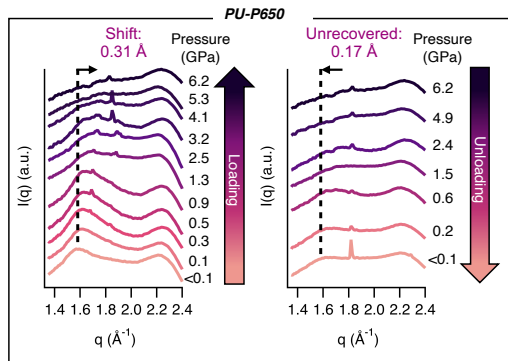 PU-P650
Shift:
0.31 Å
Pressure
(GPa)
6.2
5.3
4.1
3.2
2.5
1.3
0.9
0.5
0.3
0.1
<0.1
Loading
I(q) (a.u.)
1.4 1.6 1.8 2.0 2.2 2.4
q (Å⁻¹)
Unrecovered:
0.17 Å
Pressure
(GPa)
6.2
4.9
2.4
1.5
0.6
0.2
<0.1
Unloading
I(q) (a.u.)
1.4 1.6 1.8 2.0 2.2 2.4
q (Å⁻¹)